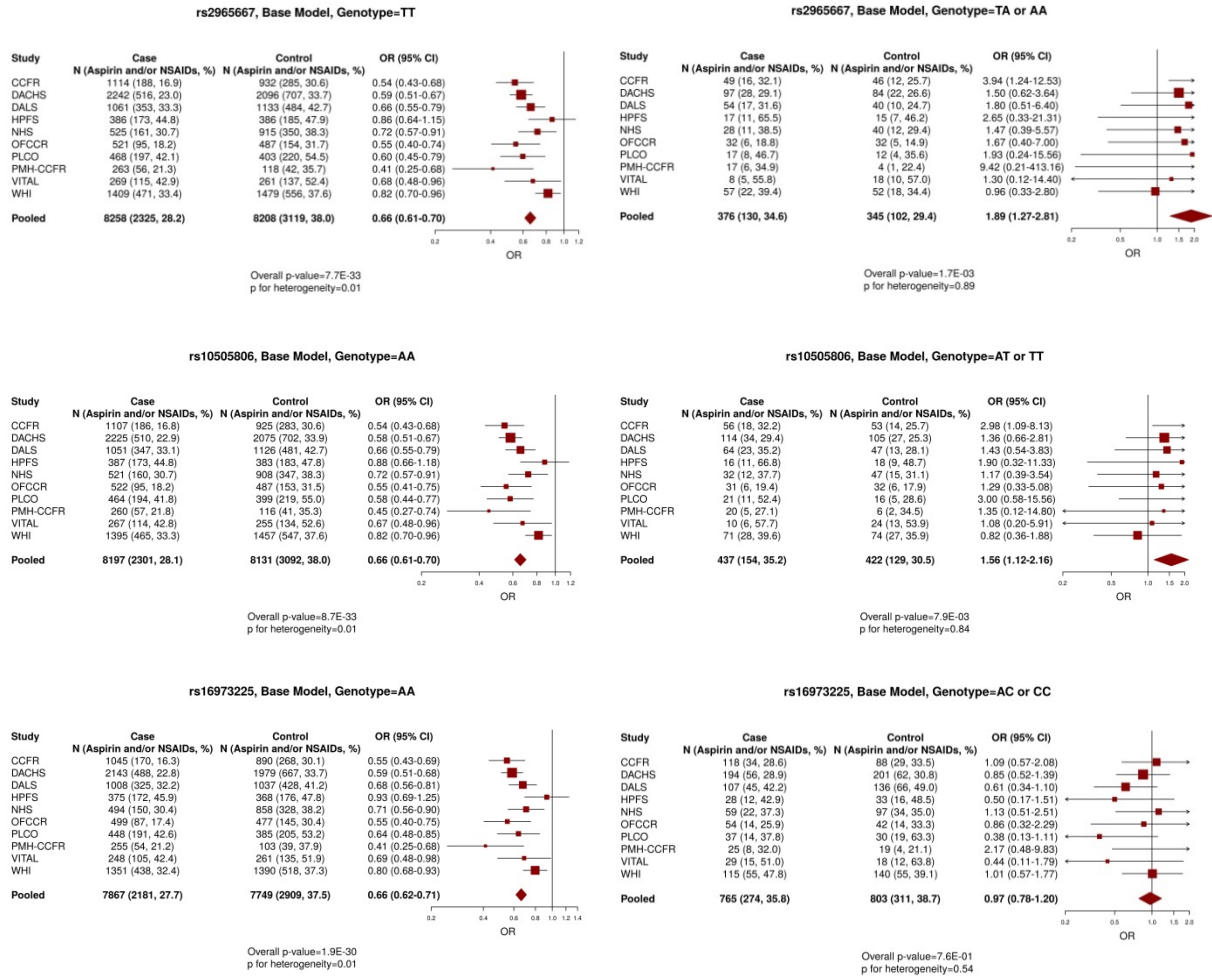 rs2965667, Base Model, Genotype=TT
Study Case Control OR (95% CI)
N (Aspirin and/or NSAIDs, %) N (Aspirin and/or NSAIDs, %)
CCFR 1114 (188, 16.9) 932 (285, 30.6) 0.54 (0.43-0.68)
DACHS 2242 (516, 23.0) 2096 (707, 33.7) 0.59 (0.51-0.67)
DALS 1061 (353, 33.3) 1133 (484, 42.7) 0.66 (0.55-0.79)
HPFS 386 (173, 44.8) 386 (185, 47.9) 0.86 (0.64-1.15)
NHS 525 (161, 30.7) 915 (350, 38.3) 0.72 (0.57-0.91)
OFCCR 521 (95, 18.2) 487 (154, 31.7) 0.55 (0.40-0.74)
PLCO 468 (197, 42.1) 403 (220, 54.5) 0.60 (0.45-0.79)
PMH-CCFR 263 (56, 21.3) 118 (42, 35.7) 0.41 (0.25-0.68)
VITAL 269 (115, 42.9) 261 (137, 52.4) 0.68 (0.48-0.96)
WHI 1409 (471, 33.4) 1479 (556, 37.6) 0.82 (0.70-0.96)
Pooled 8258 (2325, 28.2) 8208 (3119, 38.0) 0.66 (0.61-0.70)
0.2 0.4 0.6 0.8 1.0 1.2
OR
Overall p-value=7.7E-33
p for heterogeneity=0.01
rs2965667, Base Model, Genotype=TA or AA
Study Case Control OR (95% CI)
N (Aspirin and/or NSAIDs, %) N (Aspirin and/or NSAIDs, %)
CCFR 49 (16, 32.1) 46 (12, 25.7) 3.94 (1.24-12.53)
DACHS 97 (28, 29.1) 84 (22, 26.6) 1.50 (0.62-3.64)
DALS 54 (17, 31.6) 40 (10, 24.7) 1.80 (0.51-6.40)
HPFS 17 (11, 65.5) 15 (7, 46.2) 2.65 (0.33-21.31)
NHS 28 (11, 38.5) 40 (12, 29.4) 1.47 (0.39-5.57)
OFCCR 32 (6, 18.8) 32 (5, 14.9) 1.67 (0.40-7.00)
PLCO 17 (8, 46.7) 12 (4, 35.6) 1.93 (0.24-15.56)
PMH-CCFR 17 (6, 34.9) 4 (1, 22.4) 9.42 (0.21-413.16)
VITAL 8 (5, 55.8) 18 (10, 57.0) 1.30 (0.12-14.40)
WHI 57 (22, 39.4) 52 (18, 34.4) 0.96 (0.33-2.80)
Pooled 376 (130, 34.6) 345 (102, 29.4) 1.89 (1.27-2.81)
0.2 0.5 1.0 1.5 2.0
OR
Overall p-value=1.7E-03
p for heterogeneity=0.89
rs10505806, Base Model, Genotype=AA
Study Case Control OR (95% CI)
N (Aspirin and/or NSAIDs, %) N (Aspirin and/or NSAIDs, %)
CCFR 1107 (186, 16.8) 925 (283, 30.6) 0.54 (0.43-0.68)
DACHS 2225 (510, 22.9) 2075 (702, 33.9) 0.58 (0.51-0.67)
DALS 1051 (347, 33.1) 1126 (481, 42.7) 0.66 (0.55-0.79)
HPFS 387 (173, 44.8) 383 (183, 47.8) 0.88 (0.66-1.18)
NHS 521 (160, 30.7) 908 (347, 38.3) 0.72 (0.57-0.91)
OFCCR 522 (95, 18.2) 487 (153, 31.5) 0.55 (0.41-0.75)
PLCO 464 (194, 41.8) 399 (219, 55.0) 0.58 (0.44-0.77)
PMH-CCFR 260 (57, 21.8) 116 (41, 35.3) 0.45 (0.27-0.74)
VITAL 267 (114, 42.8) 255 (134, 52.6) 0.67 (0.48-0.96)
WHI 1395 (465, 33.3) 1457 (547, 37.6) 0.82 (0.70-0.96)
Pooled 8197 (2301, 28.1) 8131 (3092, 38.0) 0.66 (0.61-0.70)
0.2 0.4 0.6 0.8 1.0 1.2
OR
Overall p-value=8.7E-33
p for heterogeneity=0.01
rs10505806, Base Model, Genotype=AT or TT
Study Case Control OR (95% CI)
N (Aspirin and/or NSAIDs, %) N (Aspirin and/or NSAIDs, %)
CCFR 56 (18, 32.2) 53 (14, 25.7) 2.98 (1.09-8.13)
DACHS 114 (34, 29.4) 105 (27, 25.3) 1.36 (0.66-2.81)
DALS 64 (23, 35.2) 47 (13, 28.1) 1.43 (0.54-3.83)
HPFS 16 (11, 66.8) 18 (9, 48.7) 1.90 (0.32-11.33)
NHS 32 (12, 37.7) 47 (15, 31.1) 1.17 (0.39-3.54)
OFCCR 31 (6, 19.4) 32 (6, 17.9) 1.29 (0.33-5.08)
PLCO 21 (11, 52.4) 16 (5, 28.6) 3.00 (0.58-15.56)
PMH-CCFR 20 (5, 27.1) 6 (2, 34.5) 1.35 (0.12-14.80)
VITAL 10 (6, 57.7) 24 (13, 53.9) 1.08 (0.20-5.91)
WHI 71 (28, 39.6) 74 (27, 35.9) 0.82 (0.36-1.88)
Pooled 437 (154, 35.2) 422 (129, 30.5) 1.56 (1.12-2.16)
0.2 0.5 1.0 1.5 2.0
OR
Overall p-value=7.9E-03
p for heterogeneity=0.84
rs16973225, Base Model, Genotype=AA
Study Case Control OR (95% CI)
N (Aspirin and/or NSAIDs, %) N (Aspirin and/or NSAIDs, %)
CCFR 1045 (170, 16.3) 890 (268, 30.1) 0.55 (0.43-0.69)
DACHS 2143 (488, 22.8) 1979 (667, 33.7) 0.59 (0.51-0.68)
DALS 1008 (325, 32.2) 1037 (428, 41.2) 0.68 (0.56-0.81)
HPFS 375 (172, 45.9) 368 (176, 47.8) 0.93 (0.69-1.25)
NHS 494 (150, 30.4) 858 (328, 38.2) 0.71 (0.56-0.90)
OFCCR 499 (87, 17.4) 477 (145, 30.4) 0.55 (0.40-0.75)
PLCO 448 (191, 42.6) 385 (205, 53.2) 0.64 (0.48-0.85)
PMH-CCFR 255 (54, 21.2) 103 (39, 37.9) 0.41 (0.25-0.68)
VITAL 248 (105, 42.4) 261 (135, 51.9) 0.69 (0.48-0.98)
WHI 1351 (438, 32.4) 1390 (518, 37.3) 0.80 (0.68-0.93)
Pooled 7867 (2181, 27.7) 7749 (2909, 37.5) 0.66 (0.62-0.71)
0.2 0.4 0.6 0.8 1.0 1.2 1.4
OR
Overall p-value=1.9E-30
p for heterogeneity=0.01
rs16973225, Base Model, Genotype=AC or CC
Study Case Control OR (95% CI)
N (Aspirin and/or NSAIDs, %) N (Aspirin and/or NSAIDs, %)
CCFR 118 (34, 28.6) 88 (29, 33.5) 1.09 (0.57-2.08)
DACHS 194 (56, 28.9) 201 (62, 30.8) 0.85 (0.52-1.39)
DALS 107 (45, 42.2) 136 (66, 49.0) 0.61 (0.34-1.10)
HPFS 28 (12, 42.9) 33 (16, 48.5) 0.50 (0.17-1.51)
NHS 59 (22, 37.3) 97 (34, 35.0) 1.13 (0.51-2.51)
OFCCR 54 (14, 25.9) 42 (14, 33.3) 0.86 (0.32-2.29)
PLCO 37 (14, 37.8) 30 (19, 63.3) 0.38 (0.13-1.11)
PMH-CCFR 25 (8, 32.0) 19 (4, 21.1) 2.17 (0.48-9.83)
VITAL 29 (15, 51.0) 18 (12, 63.8) 0.44 (0.11-1.79)
WHI 115 (55, 47.8) 140 (55, 39.1) 1.01 (0.57-1.77)
Pooled 765 (274, 35.8) 803 (311, 38.7) 0.97 (0.78-1.20)
0.2 0.5 1.0 1.5 2.0
OR
Overall p-value=7.6E-01
p for heterogeneity=0.54